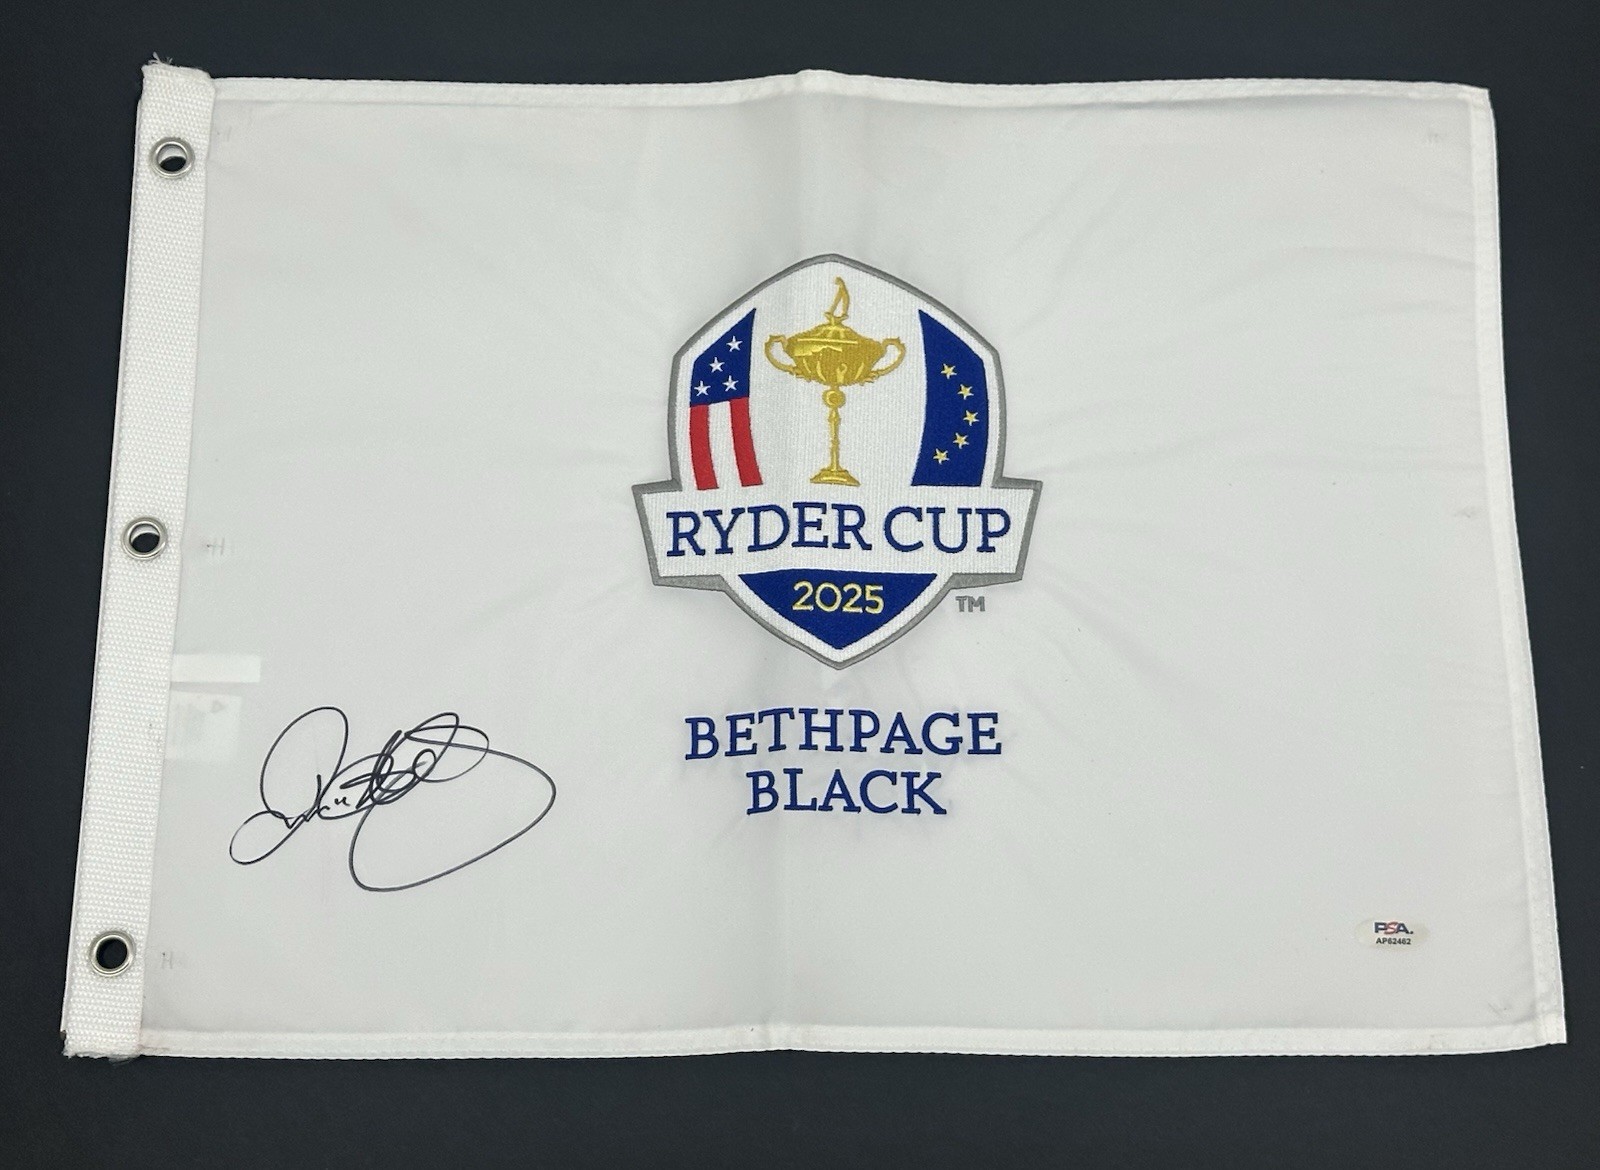 RYDER CUP
2025
TM
BETHPAGE
BLACK
PSA.
AP62462